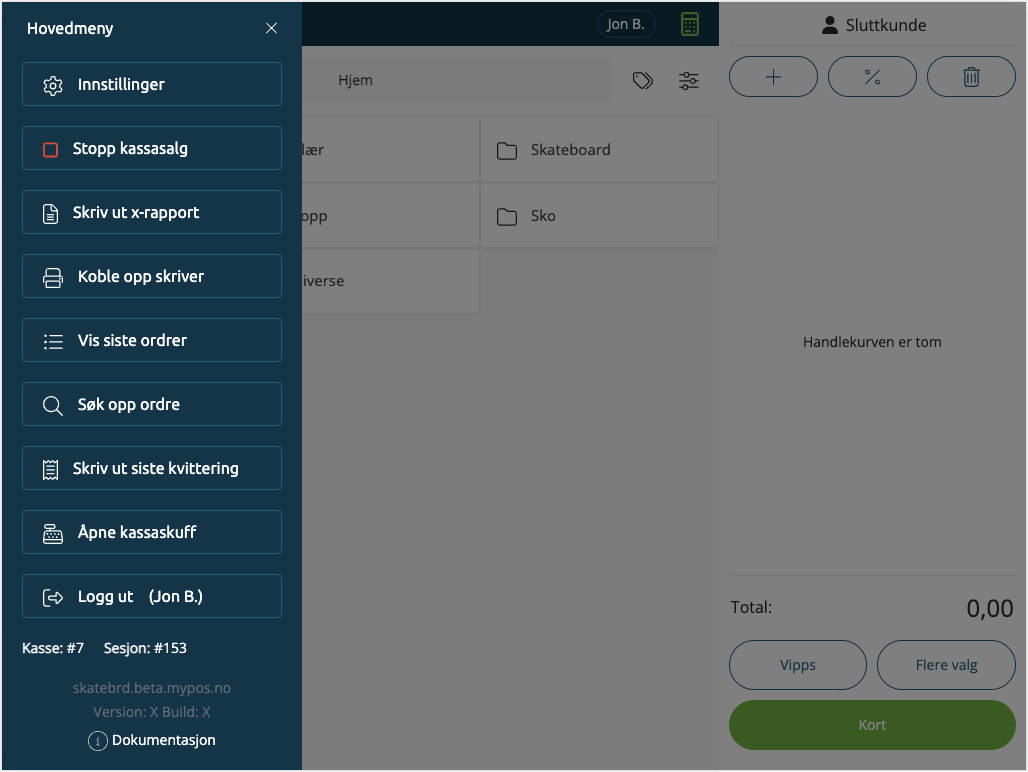 Hovedmeny
Innstillinger
Stopp kassasalg
Skriv ut x-rapport
Koble opp skriver
Vis siste ordrer
Søk opp ordre
Skriv ut siste kvittering
Åpne kassaskuff
Logg ut (Jon B.)
Kasse: #7 Sesjon: #153
skatebrd.beta.mypos.no
Version: X Build: X
Dokumentasjon
Jon B.
Hjem
lær
Skateboard
opp
Sko
iverse
Sluttkunde
Handlekurven er tom
Total: 0,00
Vipps Flere valg
Kort